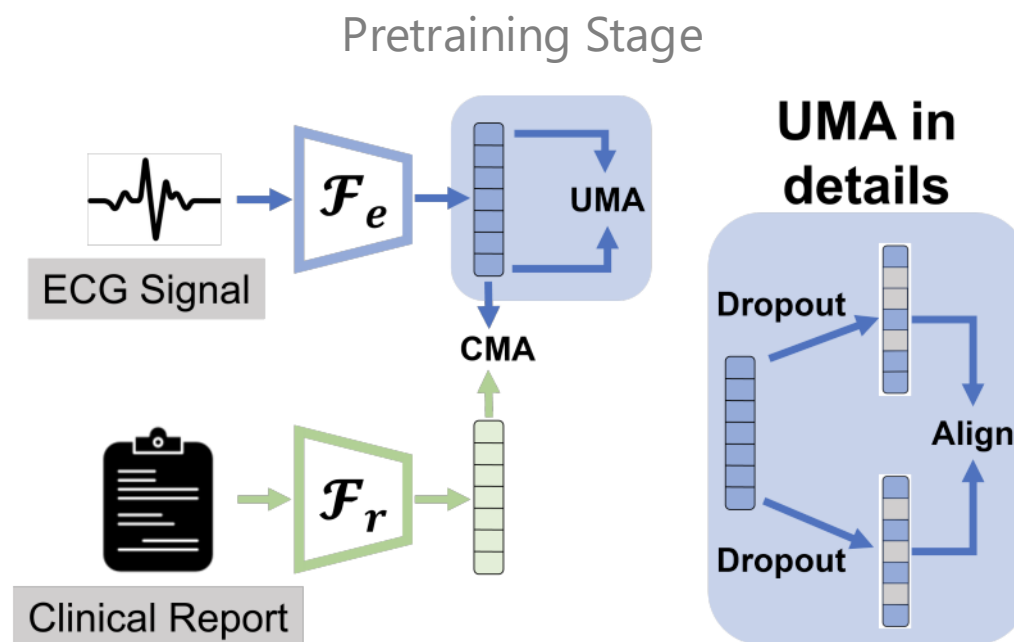 Pretraining Stage
ℱe
UMA
ECG Signal
CMA
ℱr
Clinical Report
UMA in
details
Dropout
Align
Dropout